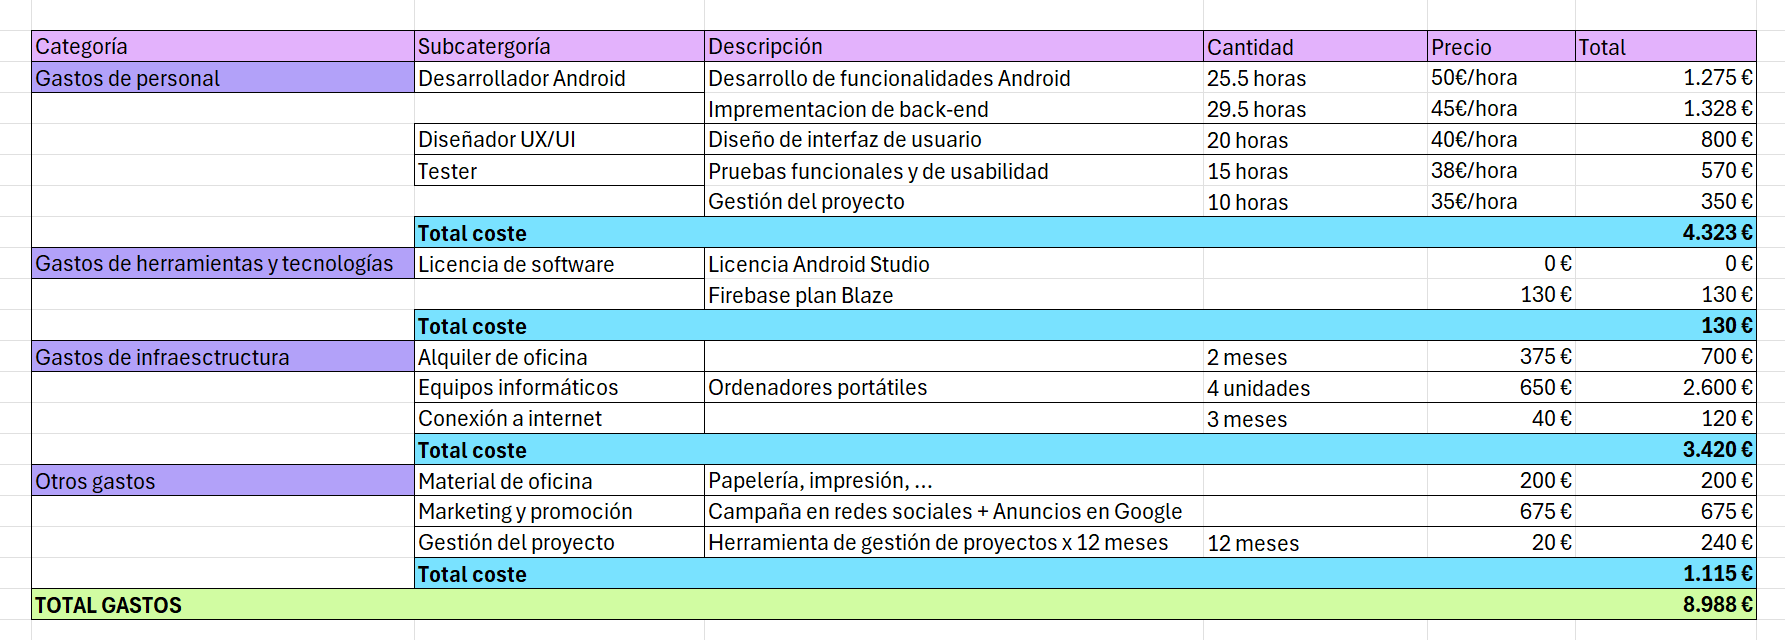 Categoría Subcatergoría Descripción Cantidad Precio Total
Gastos de personal Desarrollador Android Desarrollo de funcionalidades Android 25.5 horas 50€/hora 1.275 €
Imprementacion de back-end 29.5 horas 45€/hora 1.328 €
Diseñador UX/UI Diseño de interfaz de usuario 20 horas 40€/hora 800 €
Tester Pruebas funcionales y de usabilidad 15 horas 38€/hora 570 €
Gestión del proyecto 10 horas 35€/hora 350 €
Total coste 4.323 €
Gastos de herramientas y tecnologías Licencia de software Licencia Android Studio 0 € 0 €
Firebase plan Blaze 130 € 130 €
Total coste 130 €
Gastos de infraesctructura Alquiler de oficina 2 meses 375 € 700 €
Equipos informáticos Ordenadores portátiles 4 unidades 650 € 2.600 €
Conexión a internet 3 meses 40 € 120 €
Total coste 3.420 €
Otros gastos Material de oficina Papelería, impresión, ... 200 € 200 €
Marketing y promoción Campaña en redes sociales + Anuncios en Google 675 € 675 €
Gestión del proyecto Herramienta de gestión de proyectos x 12 meses 12 meses 20 € 240 €
Total coste 1.115 €
TOTAL GASTOS 8.988 €